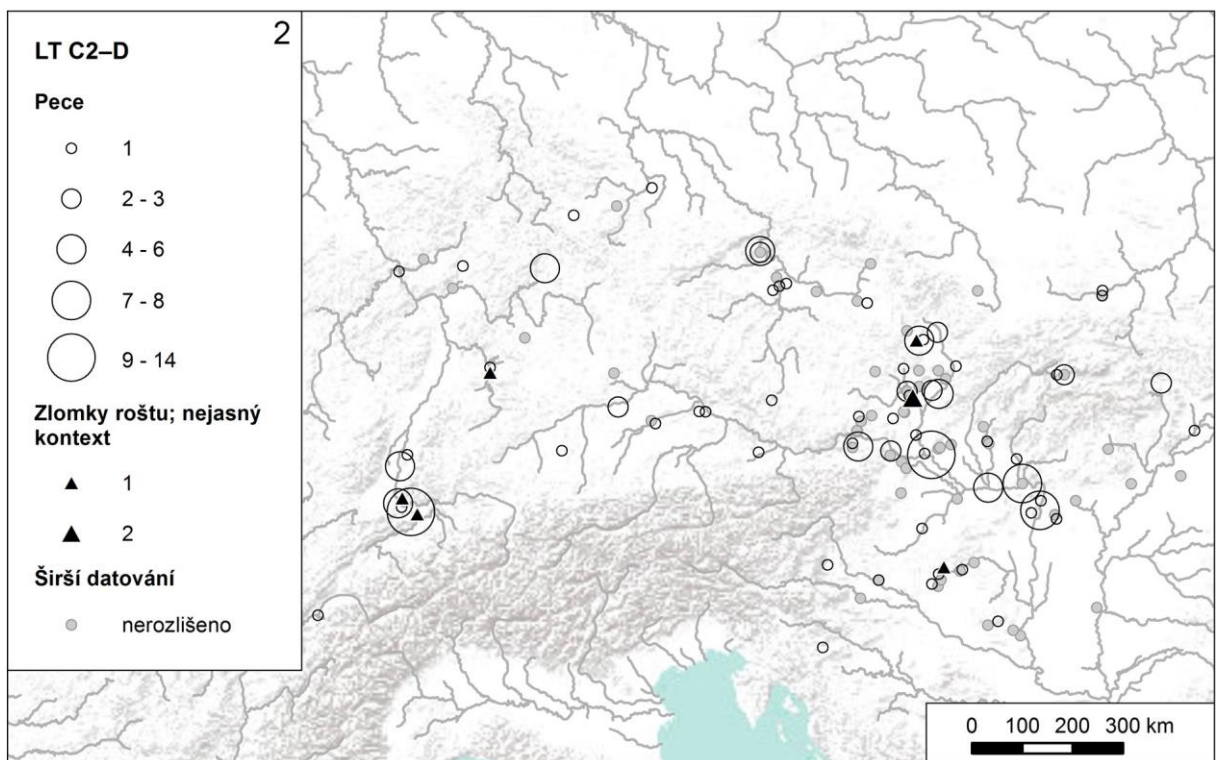 2
LT C2–D
Pece
1
2 - 3
4 - 6
7 - 8
9 - 14
Zlomky roštu; nejasný
kontext
1
2
Širší datování
nerozlišeno
0 100 200 300 km